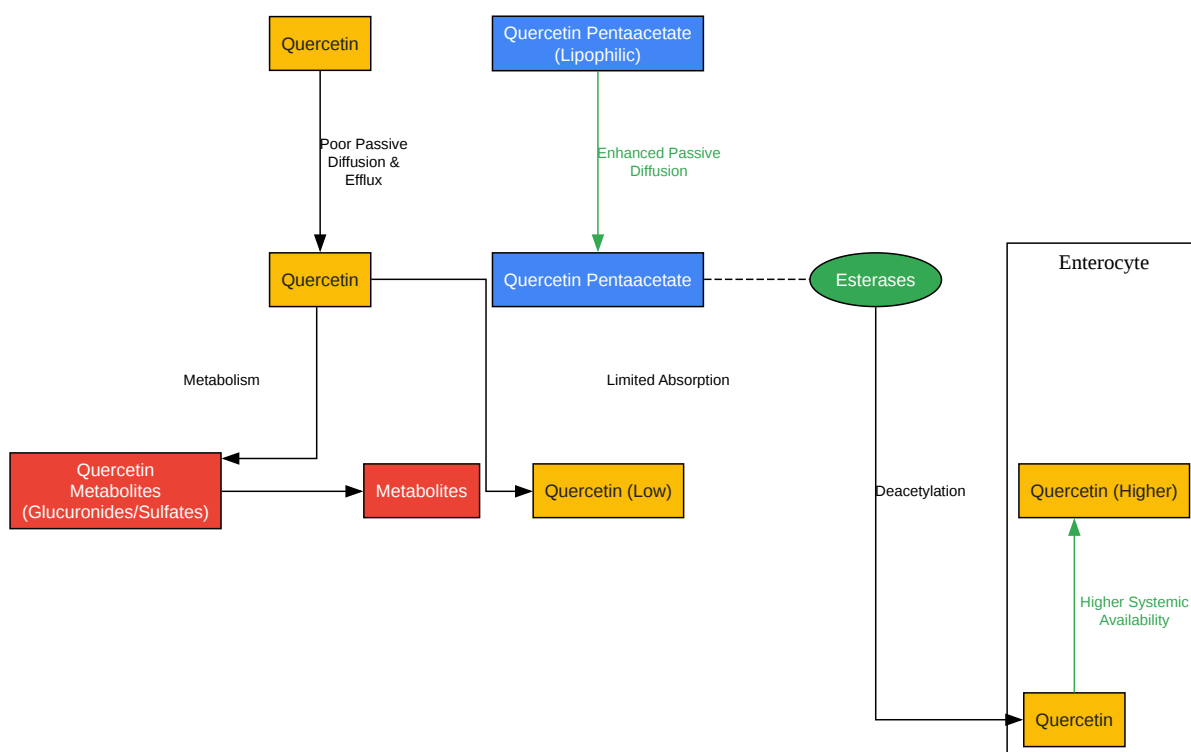 Quercetin
Quercetin Pentaacetate
(Lipophilic)
Poor Passive
Diffusion &
Efflux
Enhanced Passive
Diffusion
Quercetin
Quercetin Pentaacetate
Esterases
Enterocyte
Metabolism
Limited Absorption
Quercetin
Metabolites
(Glucuronides/Sulfates)
Metabolites
Quercetin (Low)
Deacetylation
Quercetin (Higher)
Higher Systemic
Availability
Quercetin